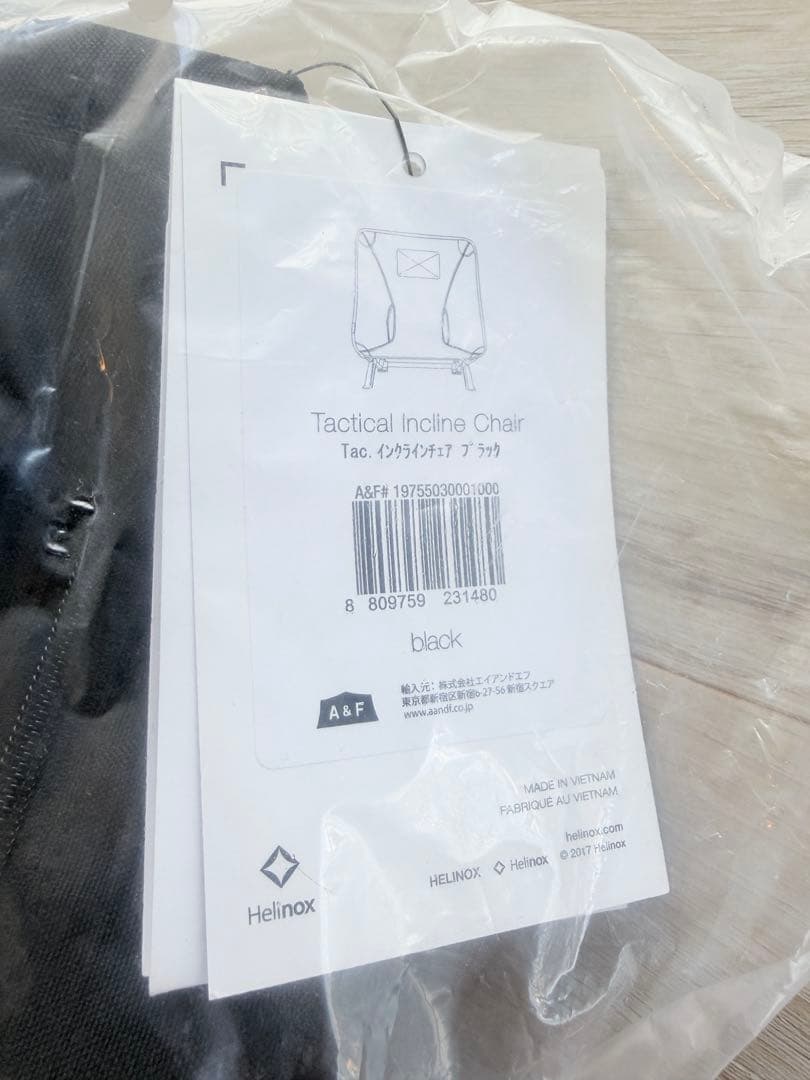 Tactical Incline Chair
Tac. インクラインチェア ブラック
A&F# 19755030001000
8 809759 231480
black
A & F
輸入元: 株式会社エイアンドエフ
東京都新宿区新宿6-27-56 新宿スクエア
www.aandf.co.jp
MADE IN VIETNAM
FABRIQUÉ AU VIETNAM
helinox.com
HELINOX Helinox © 2017 Helinox
Helinox